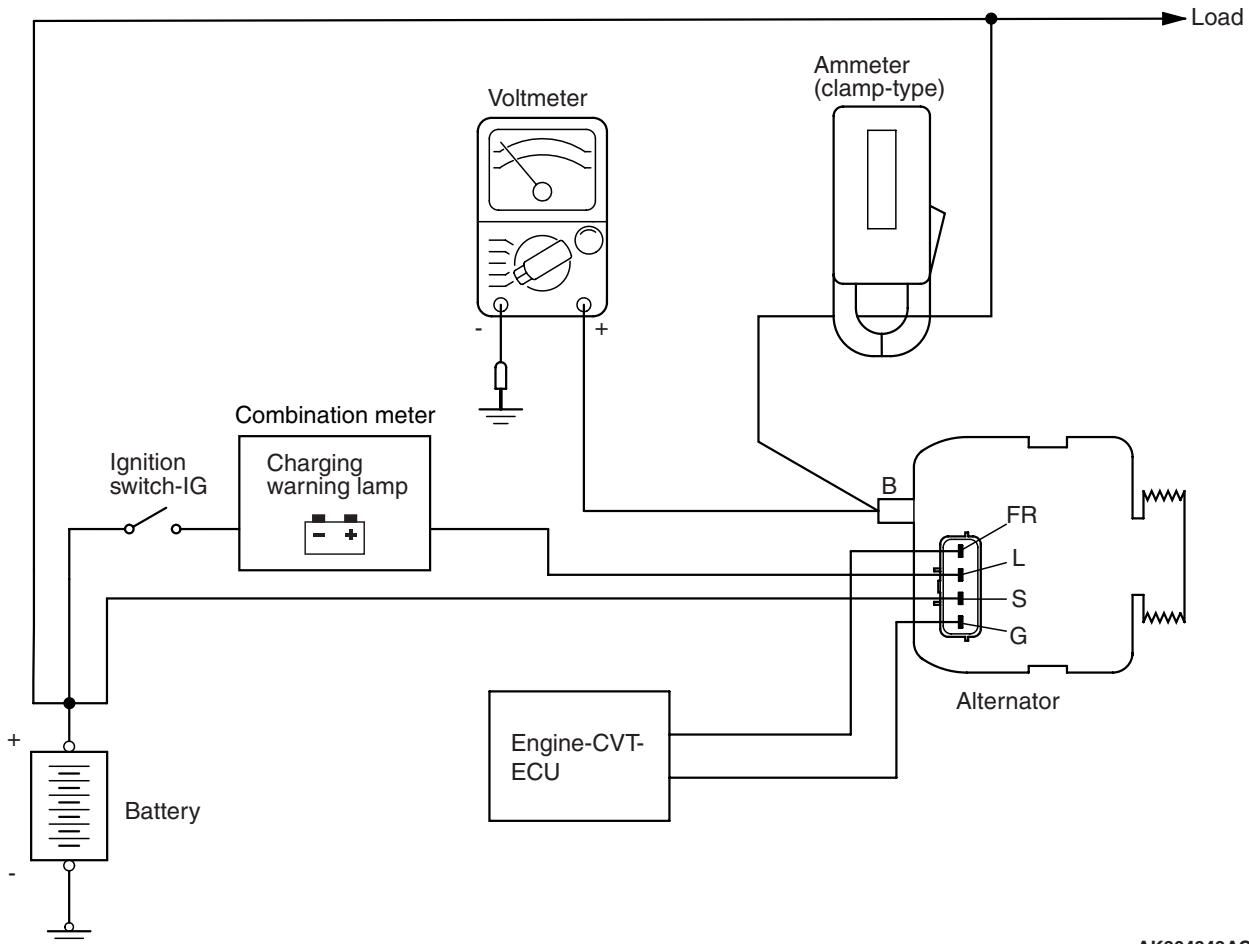 Load
Ammeter
(clamp-type)
Voltmeter
-
+
Combination meter
Ignition
switch-IG
Charging
warning lamp
- +
B
FR
L
S
G
Alternator
Engine-CVT-
ECU
+
Battery
-